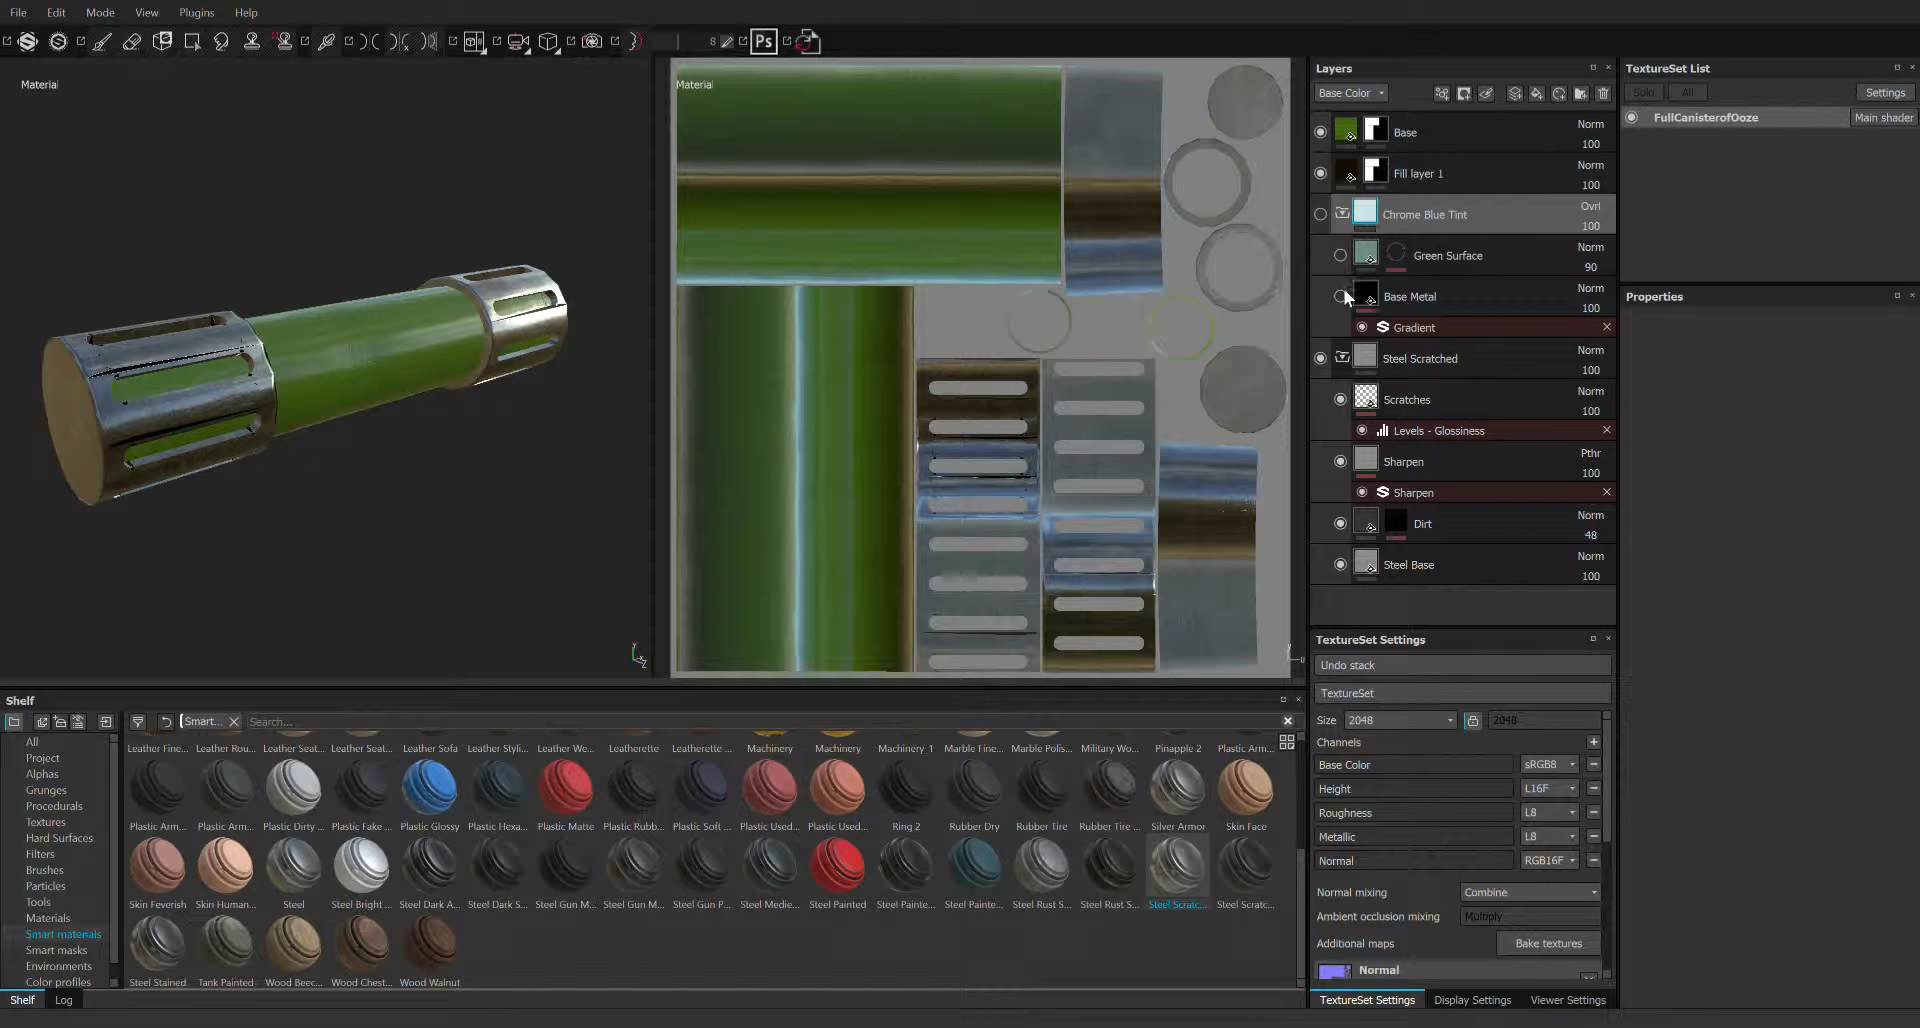 File Edit Mode View Plugins Help
8 Ps
Material
Material
Layers
Base Color
Base Norm 100
Fill layer 1 Norm 100
Chrome Blue Tint Ovrl 100
Green Surface Norm 90
Base Metal Norm 100
Gradient
Steel Scratched Norm 100
Scratches Norm 100
Levels - Glossiness
Sharpen Pthr 100
Sharpen
Dirt Norm 48
Steel Base Norm 100
TextureSet List
Solo All Settings
FullCanisterofOoze Main shader
Properties
TextureSet Settings
Undo stack
TextureSet
Size 2048 2048
Channels
Base Color sRGB8
Height L16F
Roughness L8
Metallic L8
Normal RGB16F
Normal mixing Combine
Ambient occlusion mixing Multiply
Additional maps Bake textures
Normal
TextureSet Settings Display Settings Viewer Settings
Shelf
Smart... Search...
All
Project
Alphas
Grunges
Procedurals
Textures
Hard Surfaces
Filters
Brushes
Particles
Tools
Materials
Smart materials
Smart masks
Environments
Color profiles
Leather Fine... Leather Rou... Leather Seat... Leather Seat... Leather Sofa Leather Styli... Leather We... Leatherette Leatherette ... Machinery Machinery Machinery_1 Marble Fine... Marble Polis... Military Wo... Pinapple 2 Plastic Arm...
Plastic Arm... Plastic Arm... Plastic Dirty ... Plastic Fake ... Plastic Glossy Plastic Hexa... Plastic Matte Plastic Rubb... Plastic Soft ... Plastic Used... Plastic Used... Ring 2 Rubber Dry Rubber Tire Rubber Tire ... Silver Armor Skin Face
Skin Feverish Skin Human... Steel Steel Bright ... Steel Dark A... Steel Dark S... Steel Gun M... Steel Gun M... Steel Gun P... Steel Medie... Steel Painted Steel Painte... Steel Painte... Steel Rust S... Steel Rust S... Steel Scratc... Steel Scratc...
Steel Stained Tank Painted Wood Beec... Wood Chest... Wood Walnut
Shelf Log